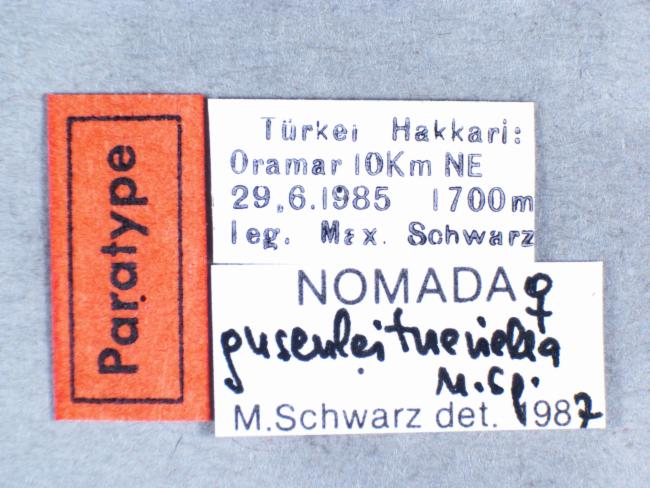 Paratype
Türkei Hakkari:
Oramar 10Km NE
29.6.1985 1700m
leg. Max. Schwarz
NOMADA ♀
gusenleitneriella
n.sp.
M.Schwarz det. 1987